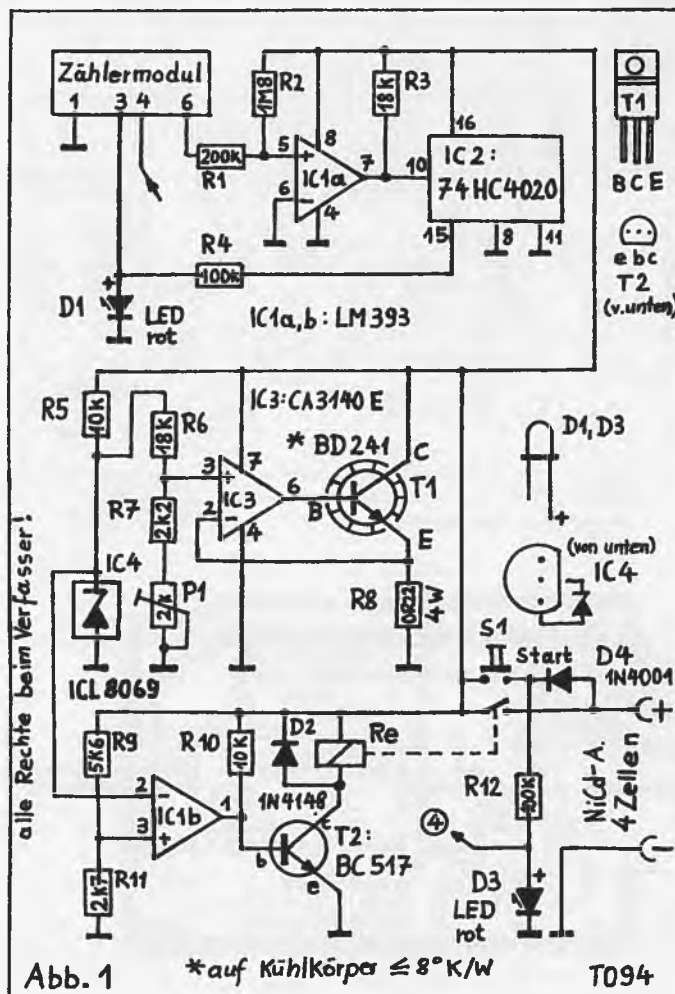 Zählermodul
1 3 4 6
R2
1M8
R3
18K
T1
B C E
16
8
5
+
7
10
IC2:
74HC4020
200K
R1
6
-
IC1a
4
R4
100K
15
8
11
e b c
T2
(v.unten)
+
D1
LED
rot
IC1a,b: LM393
R5
10K
R6
18K
IC3: CA3140E
* BD241
C
D1, D3
3
+
7
IC3
6
B
T1
2
-
4
E
+
R7
2K2
IC4
P1
2K
R8
0R22
4W
(von unten)
IC4
ICL8069
S1
Start
D4
1N4001
+
R9
5K6
R10
10K
D2
Re
1N4148
R12
100K
NiCd-A.
4 Zellen
-
2
-
IC1b
1
3
+
c
T2:
BC517
b
e
4
R11
2K7
+
D3
LED
rot
alle Rechte beim Verfasser!
Abb. 1
*auf Kühlkörper ≤ 8°K/W
T094